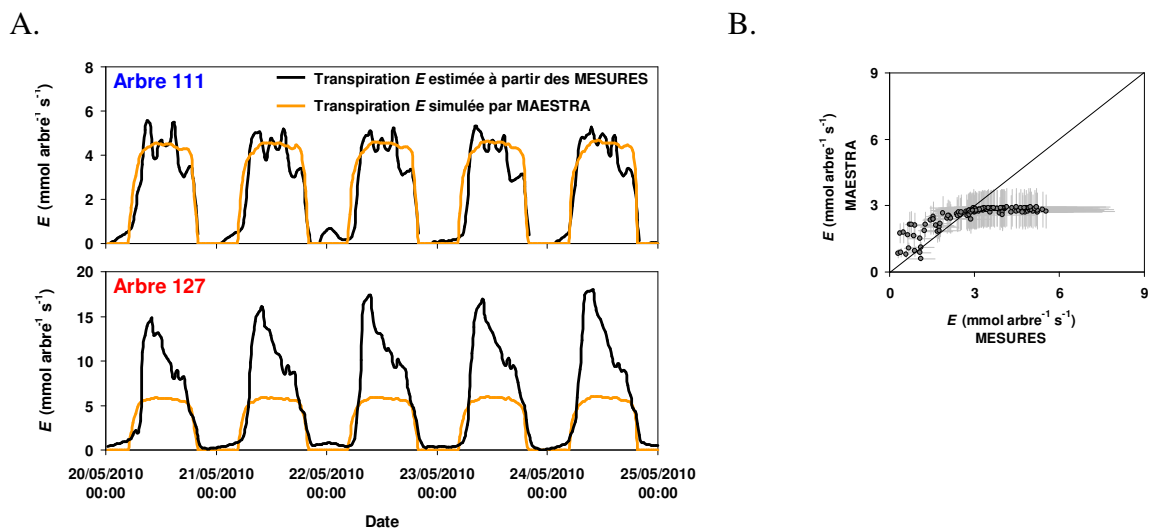 A.
B.
Arbre 111
Transpiration E estimée à partir des MESURES
Transpiration E simulée par MAESTRA
E (mmol arbre⁻¹ s⁻¹)
8
6
4
2
0
Arbre 127
E (mmol arbre⁻¹ s⁻¹)
20
15
10
5
0
20/05/2010 21/05/2010 22/05/2010 23/05/2010 24/05/2010 25/05/2010
00:00 00:00 00:00 00:00 00:00 00:00
Date
E (mmol arbre⁻¹ s⁻¹)
MAESTRA
9
6
3
0
0 3 6 9
E (mmol arbre⁻¹ s⁻¹)
MESURES